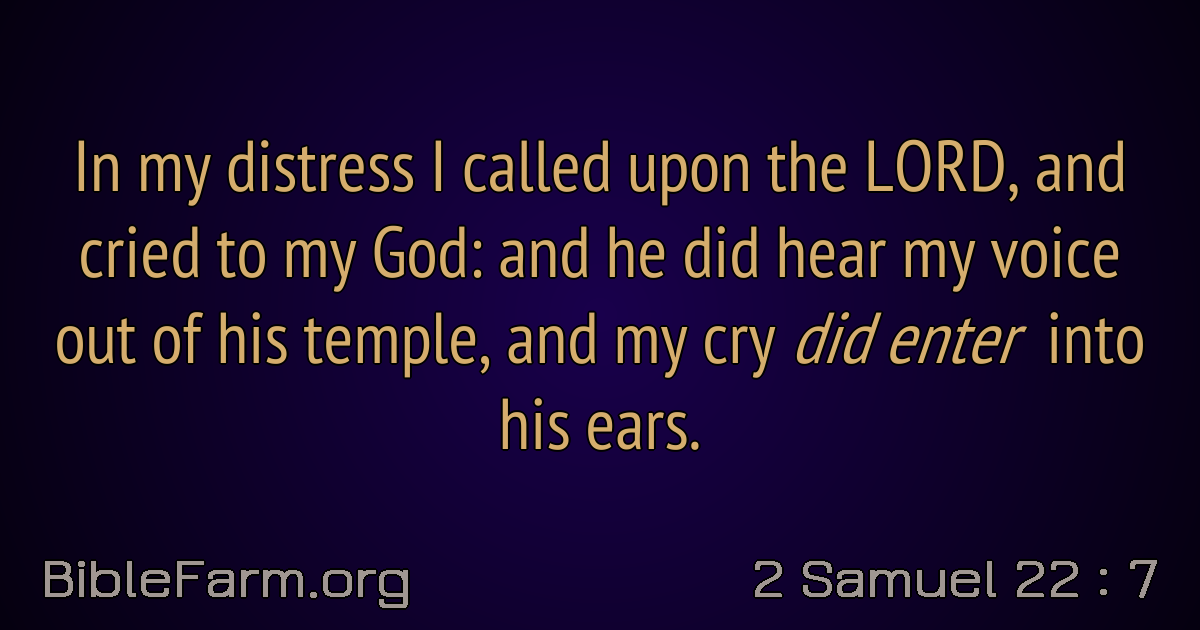 In my distress I called upon the LORD, and
cried to my God: and he did hear my voice
out of his temple, and my cry did enter into
his ears.
BibleFarm.org
2 Samuel 22 : 7